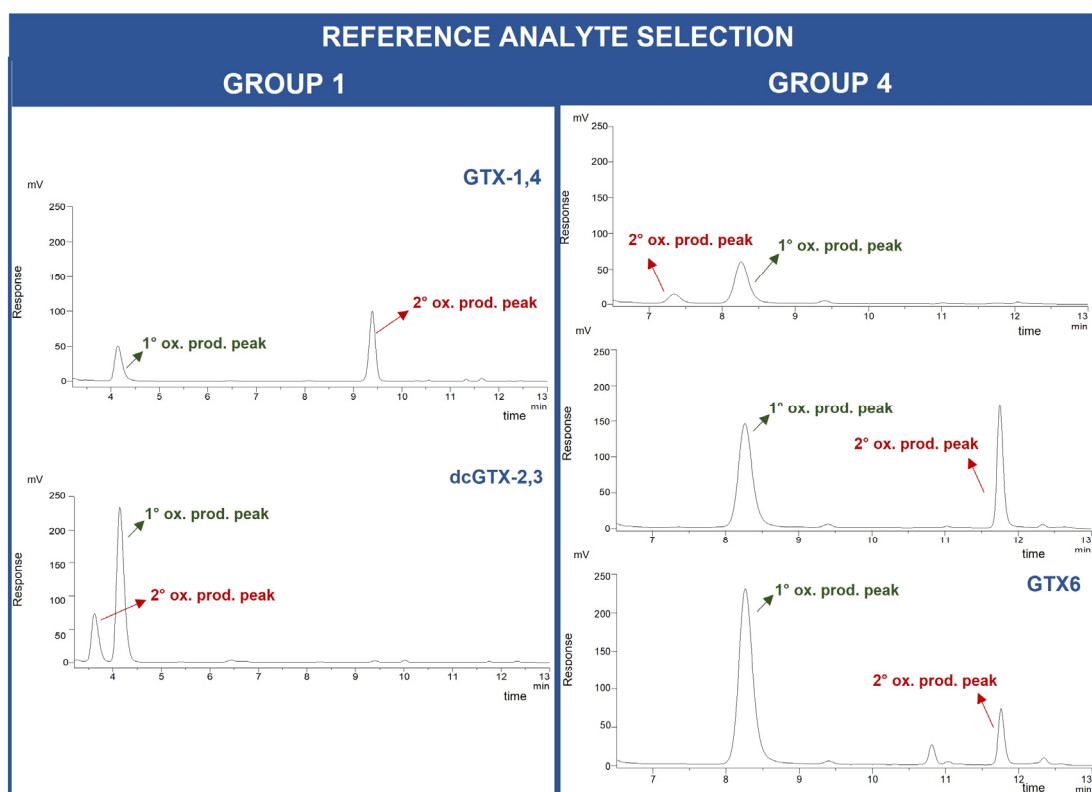 REFERENCE ANALYTE SELECTION
GROUP 1
GROUP 4
GTX-1,4
mV
250
200
150
100
50
0
Response
1° ox. prod. peak
2° ox. prod. peak
4 5 6 7 8 9 10 11 12 13
min
time
dcGTX-2,3
mV
250
200
150
100
50
0
Response
1° ox. prod. peak
2° ox. prod. peak
4 5 6 7 8 9 10 11 12 13
min
time
mV
250
200
150
100
50
0
Response
2° ox. prod. peak
1° ox. prod. peak
7 8 9 10 11 12 13
time
min
mV
250
200
150
100
50
0
Response
1° ox. prod. peak
2° ox. prod. peak
7 8 9 10 11 12 13
time
min
mV
250
200
150
100
50
0
Response
GTX6
1° ox. prod. peak
2° ox. prod. peak
7 8 9 10 11 12 13
time
min